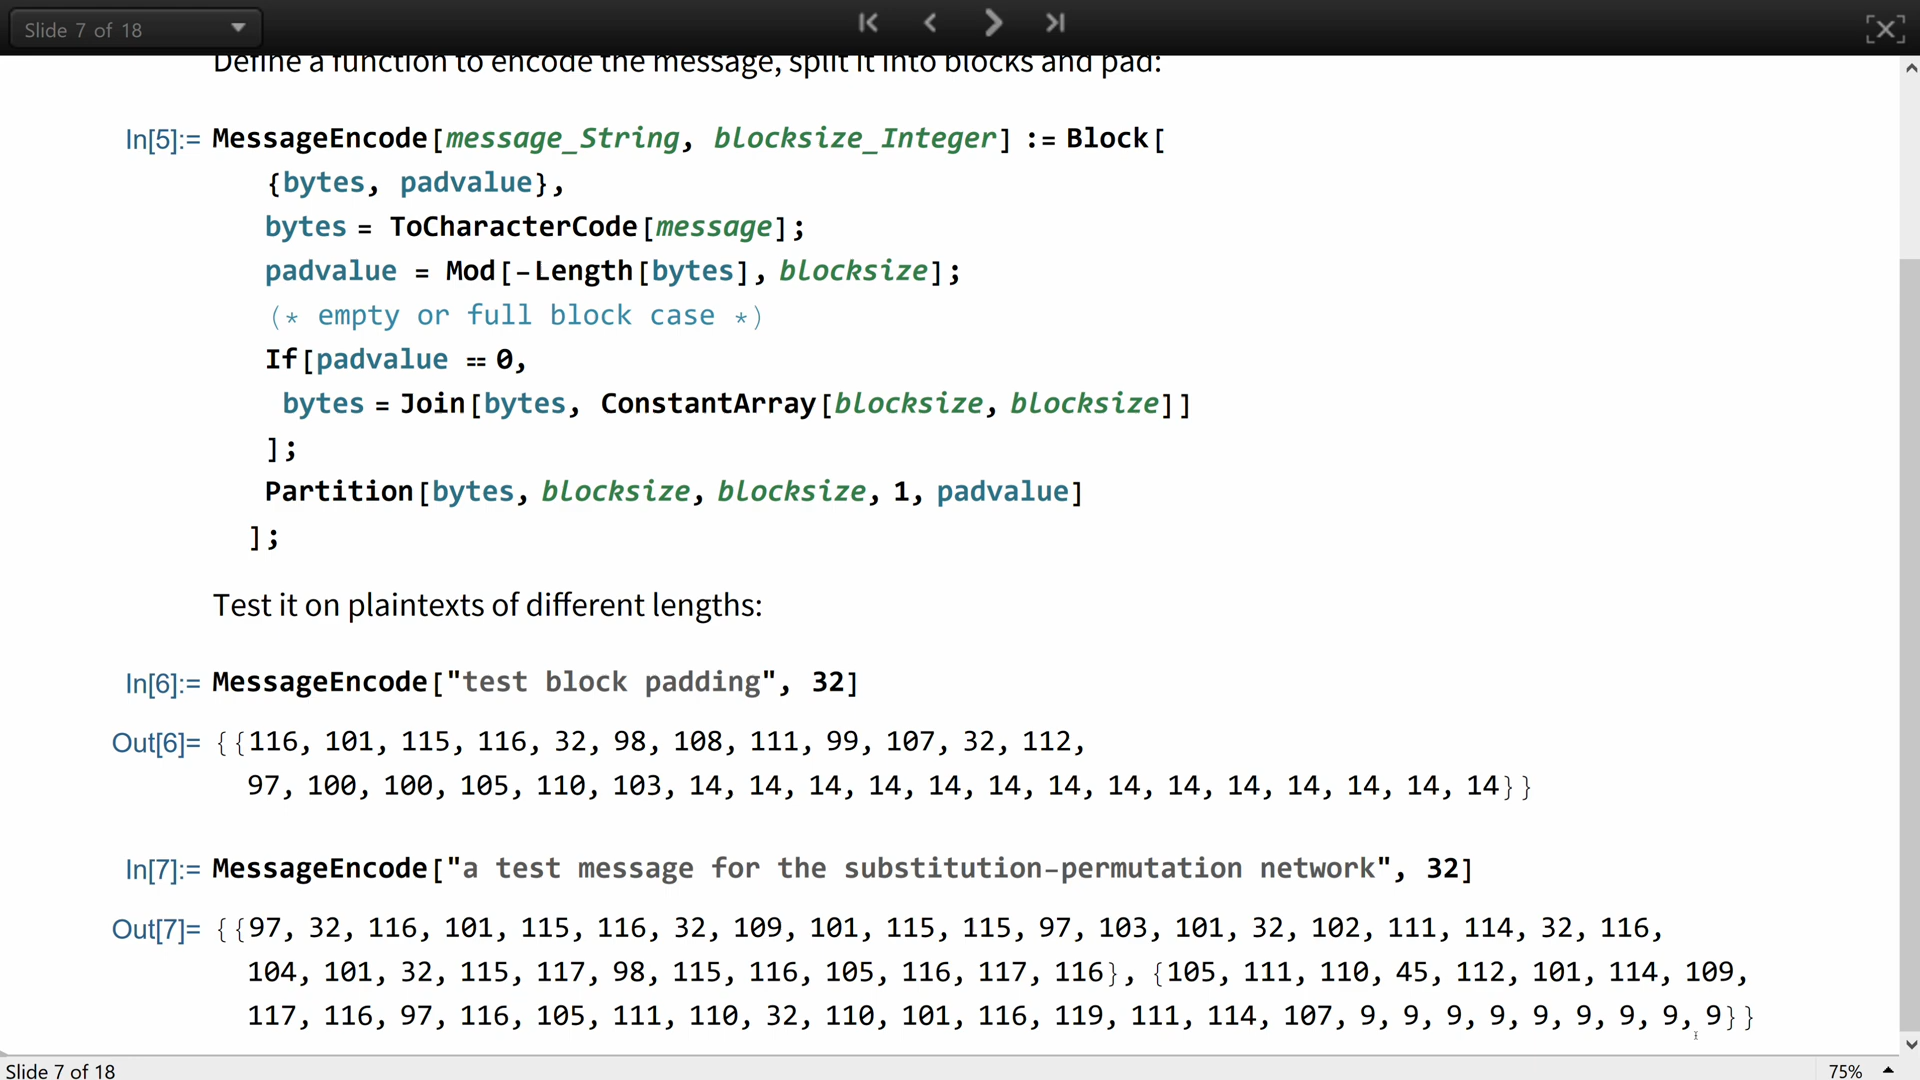 Slide 7 of 18
Define a function to encode the message, split it into blocks and pad:
In[5]:= MessageEncode[message_String, blocksize_Integer] := Block[
{bytes, padvalue},
bytes = ToCharacterCode[message];
padvalue = Mod[-Length[bytes], blocksize];
(* empty or full block case *)
If[padvalue == 0,
bytes = Join[bytes, ConstantArray[blocksize, blocksize]]
];
Partition[bytes, blocksize, blocksize, 1, padvalue]
];
Test it on plaintexts of different lengths:
In[6]:= MessageEncode["test block padding", 32]
Out[6]= {{116, 101, 115, 116, 32, 98, 108, 111, 99, 107, 32, 112,
97, 100, 100, 105, 110, 103, 14, 14, 14, 14, 14, 14, 14, 14, 14, 14, 14, 14, 14, 14}}
In[7]:= MessageEncode["a test message for the substitution-permutation network", 32]
Out[7]= {{97, 32, 116, 101, 115, 116, 32, 109, 101, 115, 115, 97, 103, 101, 32, 102, 111, 114, 32, 116,
104, 101, 32, 115, 117, 98, 115, 116, 105, 116, 117, 116}, {105, 111, 110, 45, 112, 101, 114, 109,
117, 116, 97, 116, 105, 111, 110, 32, 110, 101, 116, 119, 111, 114, 107, 9, 9, 9, 9, 9, 9, 9, 9, 9}}
Slide 7 of 18
75%